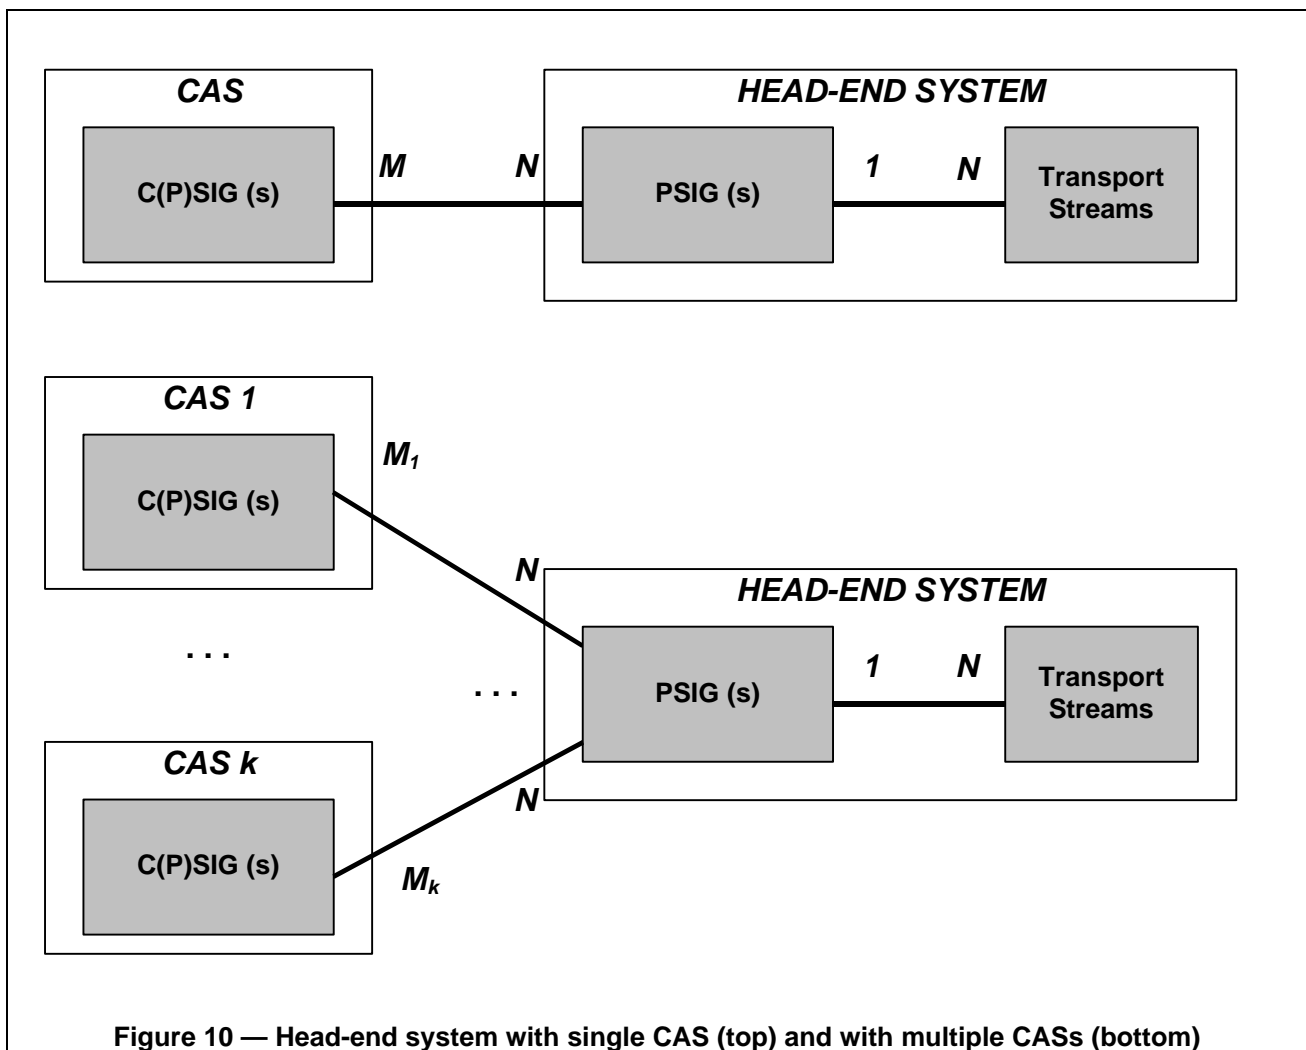 CAS
HEAD-END SYSTEM
C(P)SIG (s)
M
N
PSIG (s)
1
N
Transport
Streams
CAS 1
C(P)SIG (s)
M1
N
HEAD-END SYSTEM
. . .
. . .
PSIG (s)
1
N
Transport
Streams
CAS k
C(P)SIG (s)
N
Mk
Figure 10 — Head-end system with single CAS (top) and with multiple CASs (bottom)